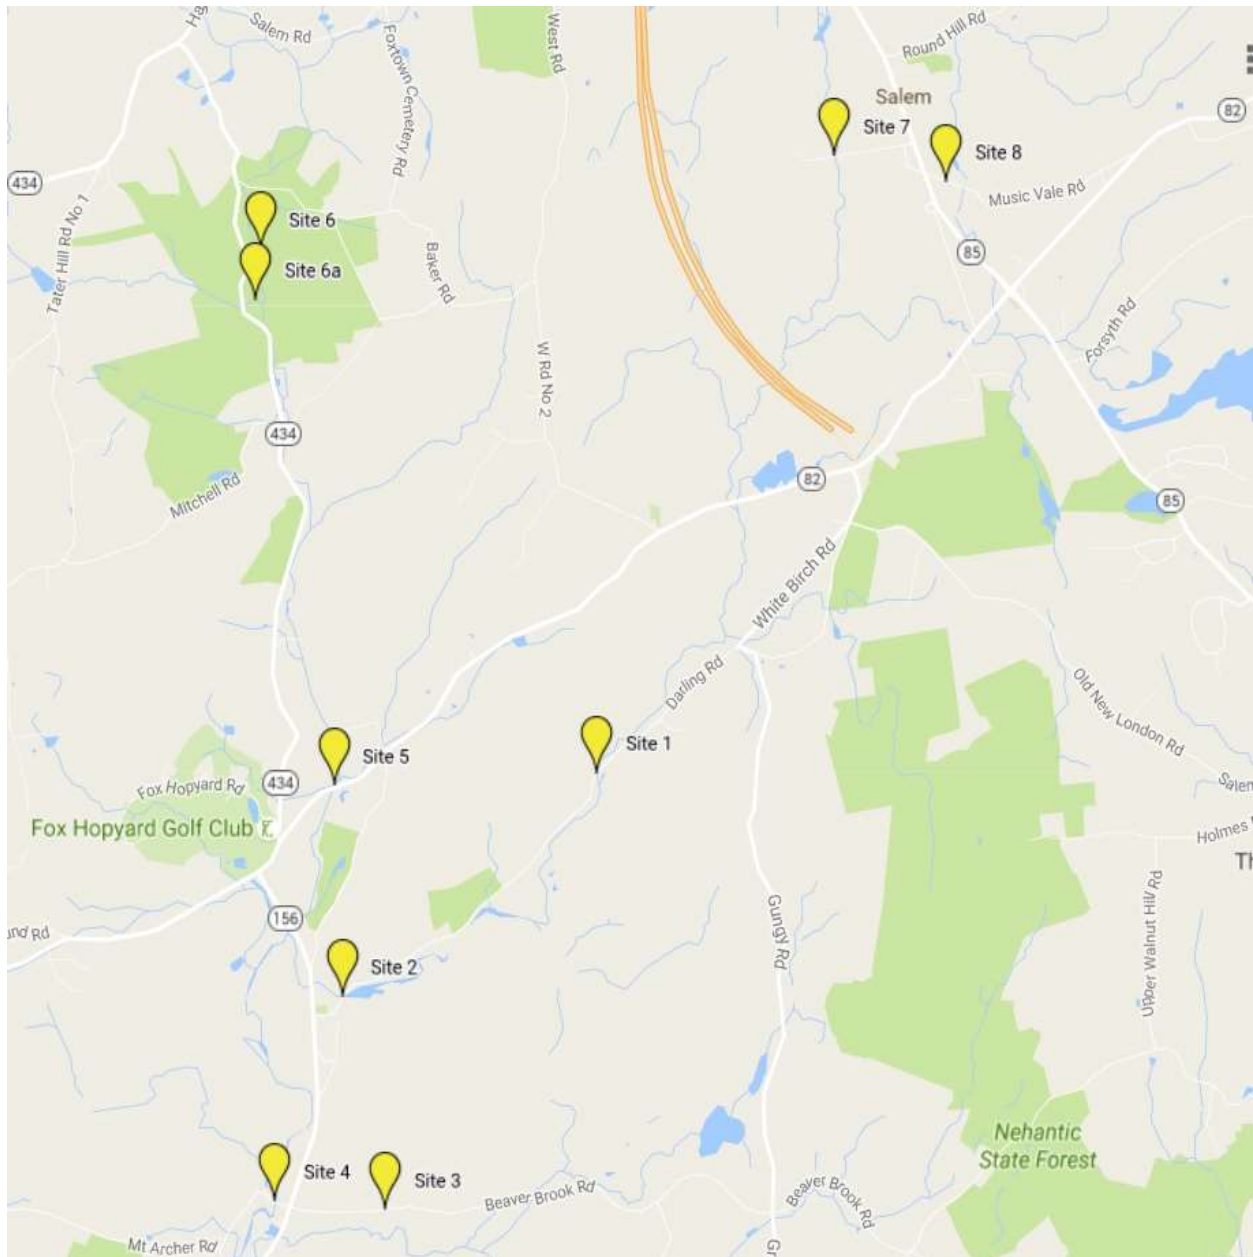 Salem Rd
Foxtown Cemetery Rd
West Rd
Round Hill Rd
Salem
82
Site 7
Site 8
434
Music Vale Rd
Tater Hill Rd No 1
Site 6
Baker Rd
85
Site 6a
Forsyth Rd
W Rd No 2
434
Mitchell Rd
82
85
White Birch Rd
Darling Rd
Old New London Rd
Site 1
Site 5
434
Fox Hopyard Rd
Salem
Fox Hopyard Golf Club
Holmes
Th
156
Gungy Rd
Upper Walnut Hill Rd
Site 2
Nehantic
State Forest
Site 4
Site 3
Beaver Brook Rd
Beaver Brook Rd
Mt Archer Rd